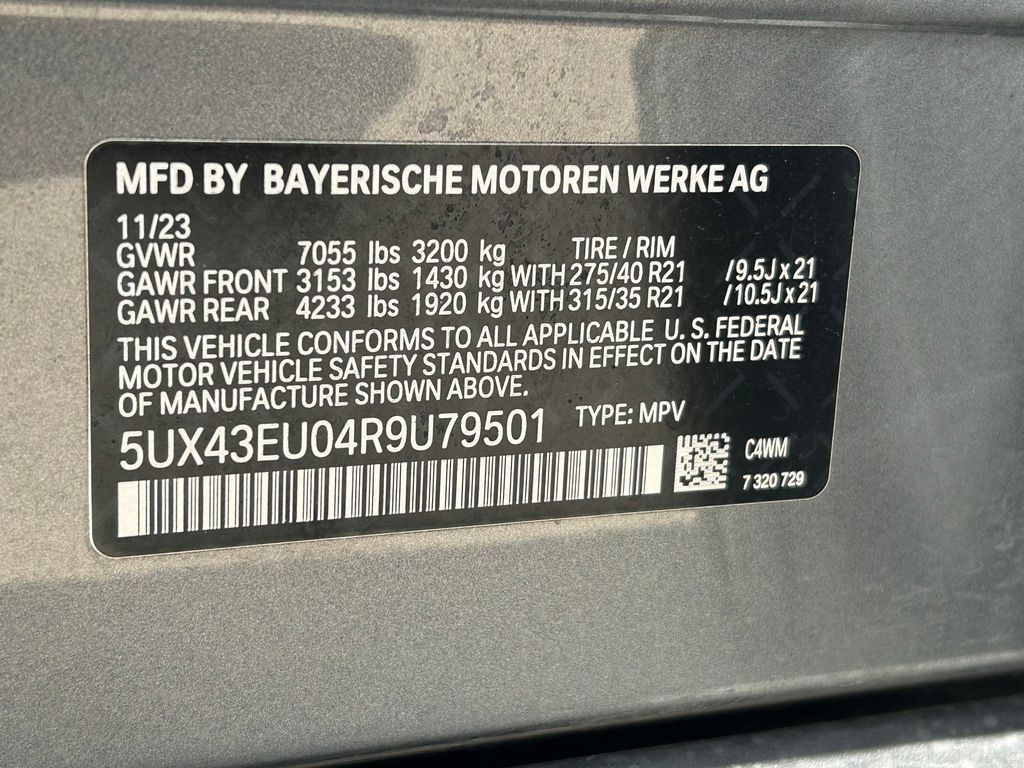 MFD BY BAYERISCHE MOTOREN WERKE AG
11/23
GVWR 7055 lbs 3200 kg TIRE / RIM
GAWR FRONT 3153 lbs 1430 kg WITH 275/40 R21 /9.5J x 21
GAWR REAR 4233 lbs 1920 kg WITH 315/35 R21 /10.5J x 21
THIS VEHICLE CONFORMS TO ALL APPLICABLE U. S. FEDERAL
MOTOR VEHICLE SAFETY STANDARDS IN EFFECT ON THE DATE
OF MANUFACTURE SHOWN ABOVE.
5UX43EU04R9U79501 TYPE: MPV
C4WM
7 320 729